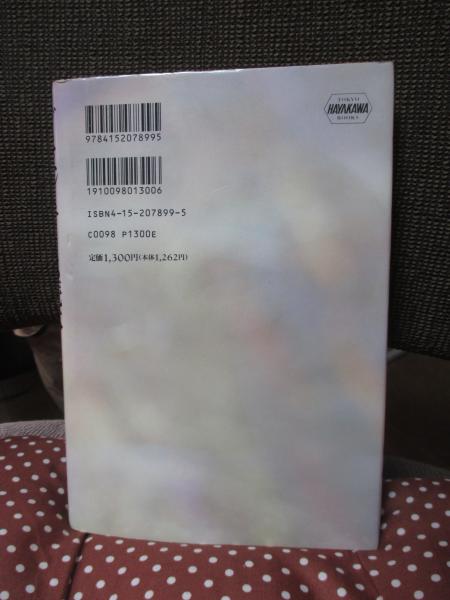 TOKYO
HAYAKAWA
BOOKS
9784152078995
1910098013006
ISBN4-15-207899-5
C0098 P1300E
定価1,300円(本体1,262円)